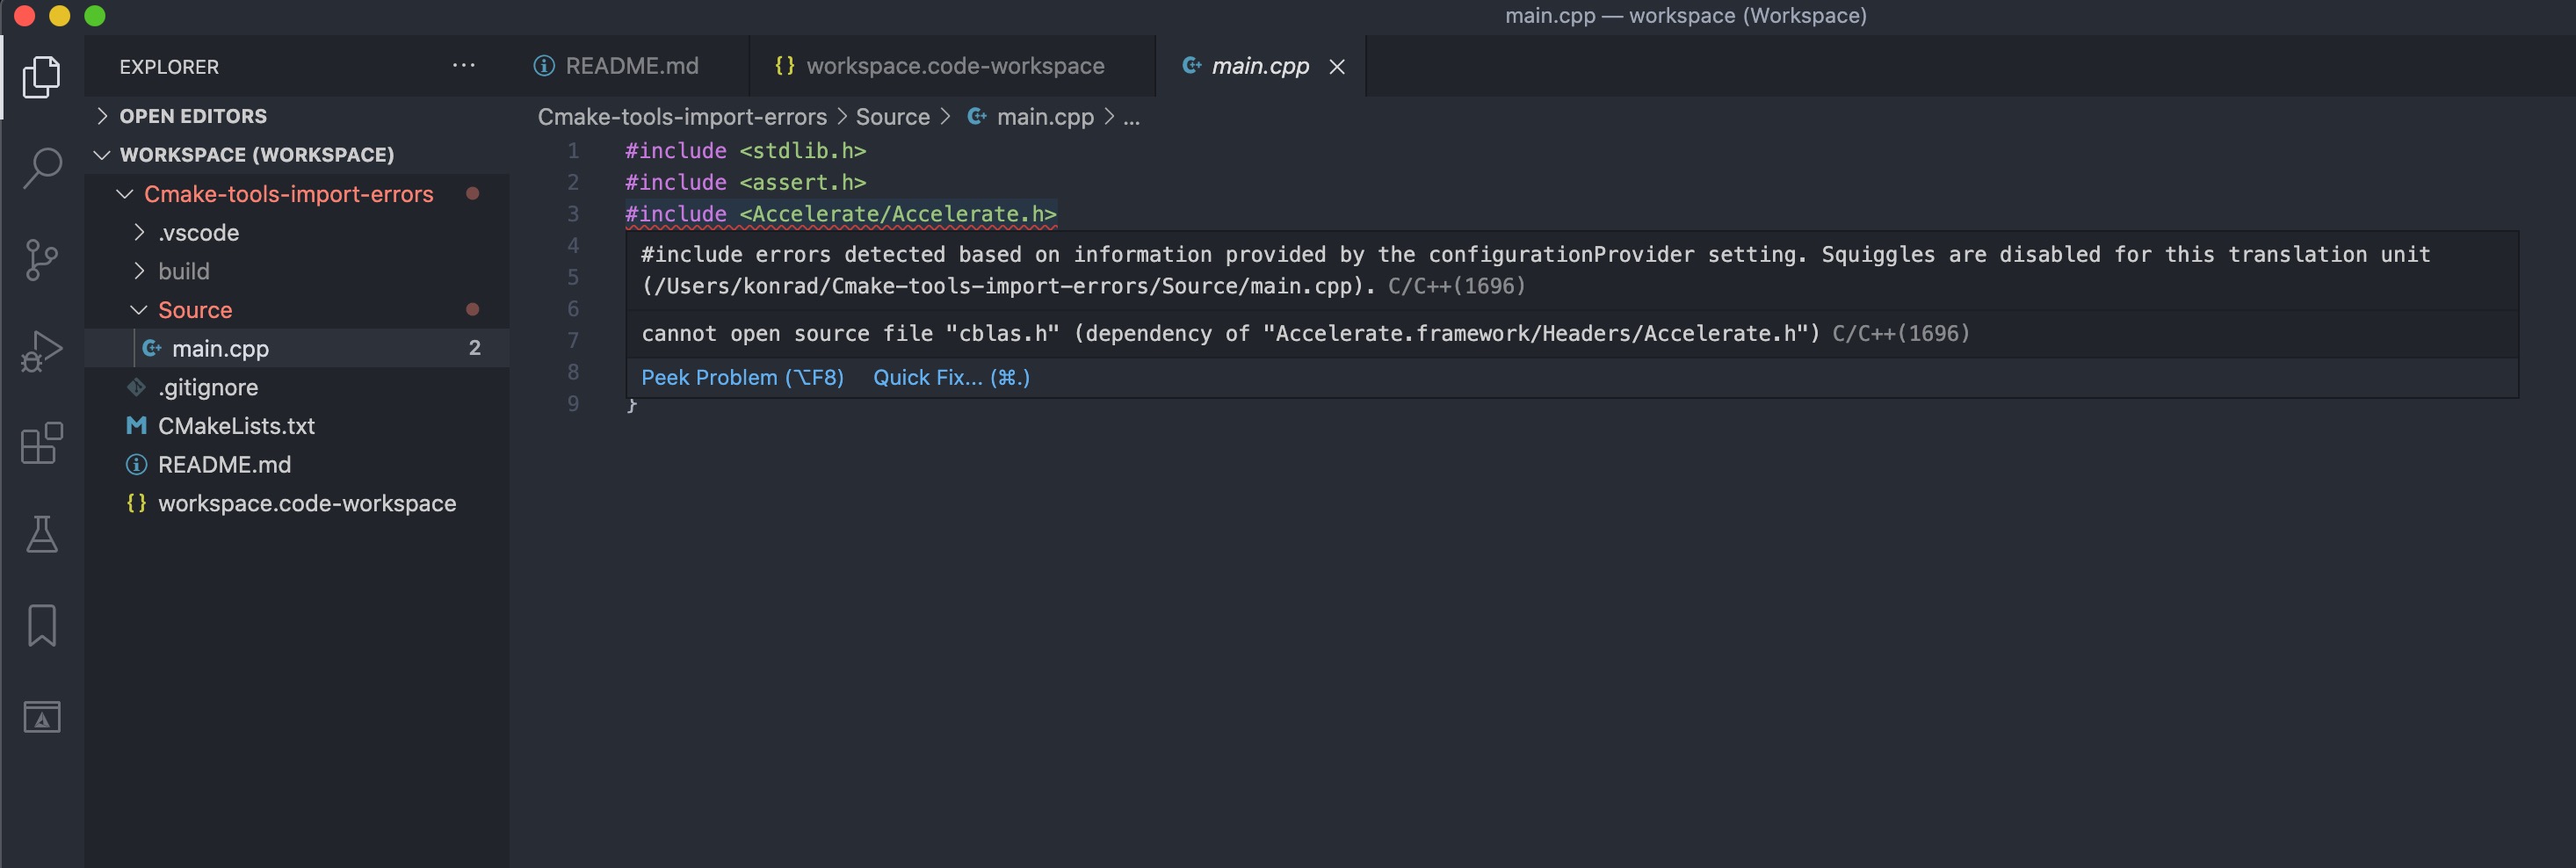 main.cpp — workspace (Workspace)
EXPLORER
OPEN EDITORS
WORKSPACE (WORKSPACE)
Cmake-tools-import-errors
.vscode
build
Source
main.cpp 2
.gitignore
CMakeLists.txt
README.md
workspace.code-workspace
README.md
workspace.code-workspace
main.cpp
Cmake-tools-import-errors > Source > main.cpp > ...
1 #include <stdlib.h>
2 #include <assert.h>
3 #include <Accelerate/Accelerate.h>
4
5
6
7
8
9 }
#include errors detected based on information provided by the configurationProvider setting. Squiggles are disabled for this translation unit
(/Users/konrad/Cmake-tools-import-errors/Source/main.cpp). C/C++(1696)
cannot open source file "cblas.h" (dependency of "Accelerate.framework/Headers/Accelerate.h") C/C++(1696)
Peek Problem (⌥F8) Quick Fix... (⌘.)